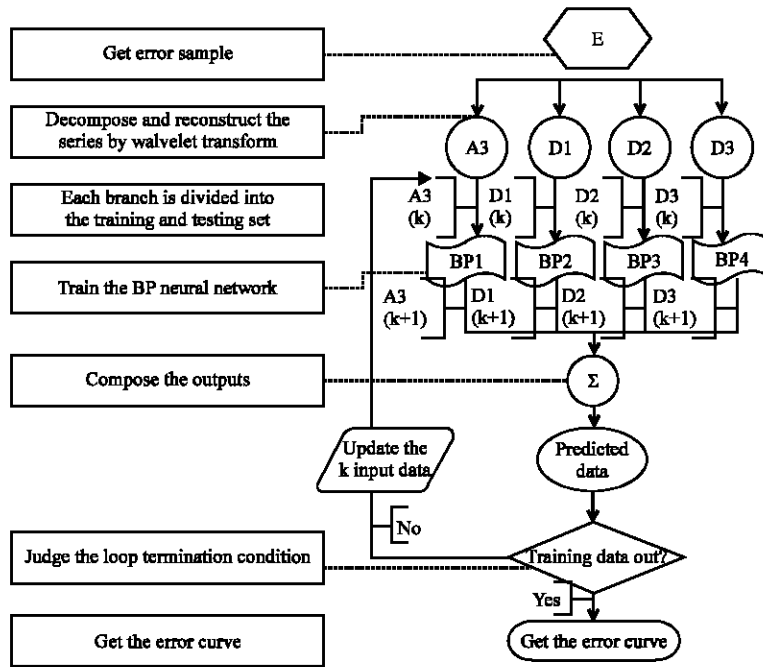 Get error sample
E
Decompose and reconstruct the
series by walvelet transform
A3
D1
D2
D3
Each branch is divided into
the training and testing set
A3
(k)
D1
(k)
D2
(k)
D3
(k)
Train the BP neural network
BP1
BP2
BP3
BP4
A3
(k+1)
D1
(k+1)
D2
(k+1)
D3
(k+1)
Compose the outputs
Σ
Update the
k input data
Predicted
data
No
Judge the loop termination condition
Training data out?
Yes
Get the error curve
Get the error curve